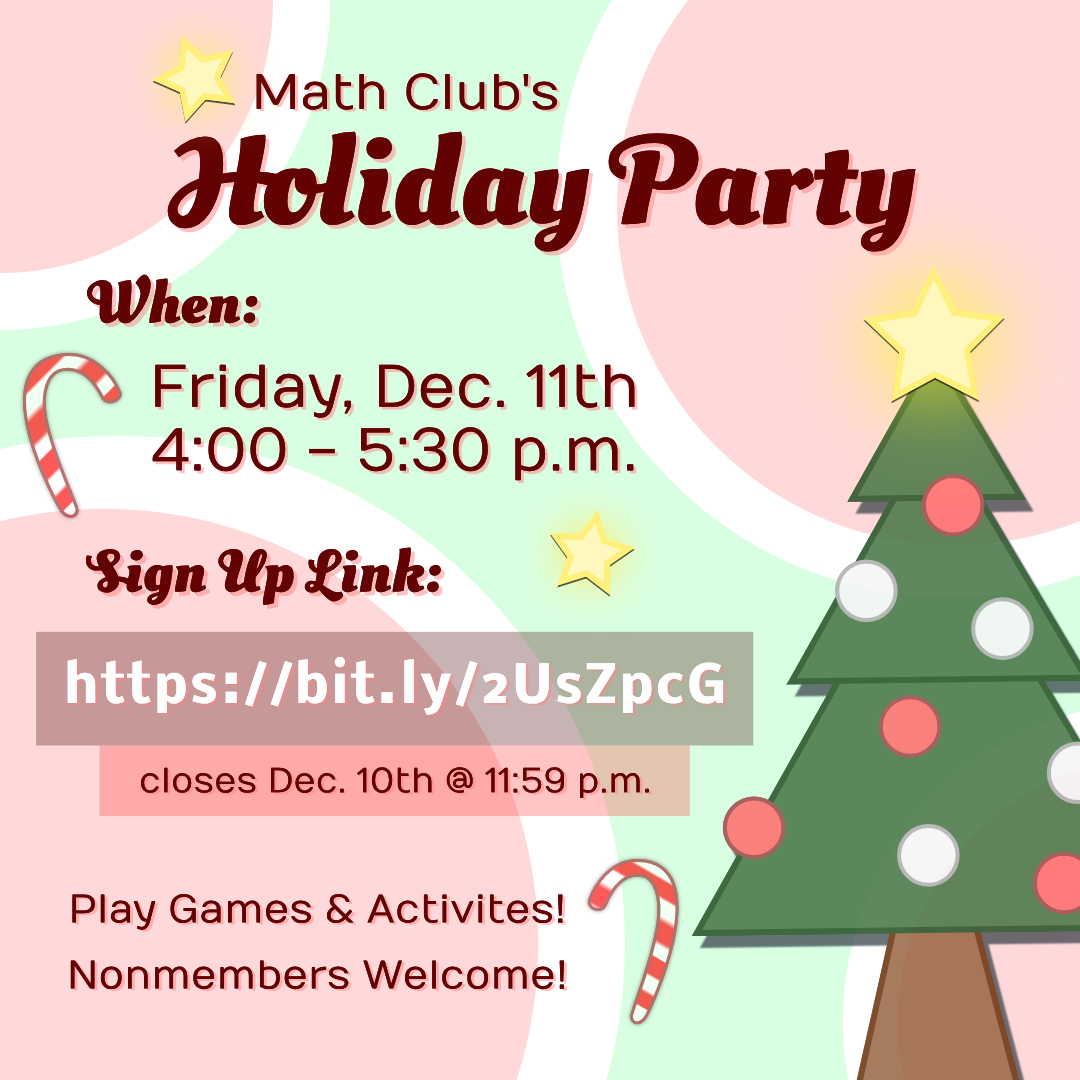 Math Club's
Holiday Party
When:
Friday, Dec. 11th
4:00 – 5:30 p.m.
Sign Up Link:
https://bit.ly/2UsZpcG
closes Dec. 10th @ 11:59 p.m.
Play Games & Activites!
Nonmembers Welcome!